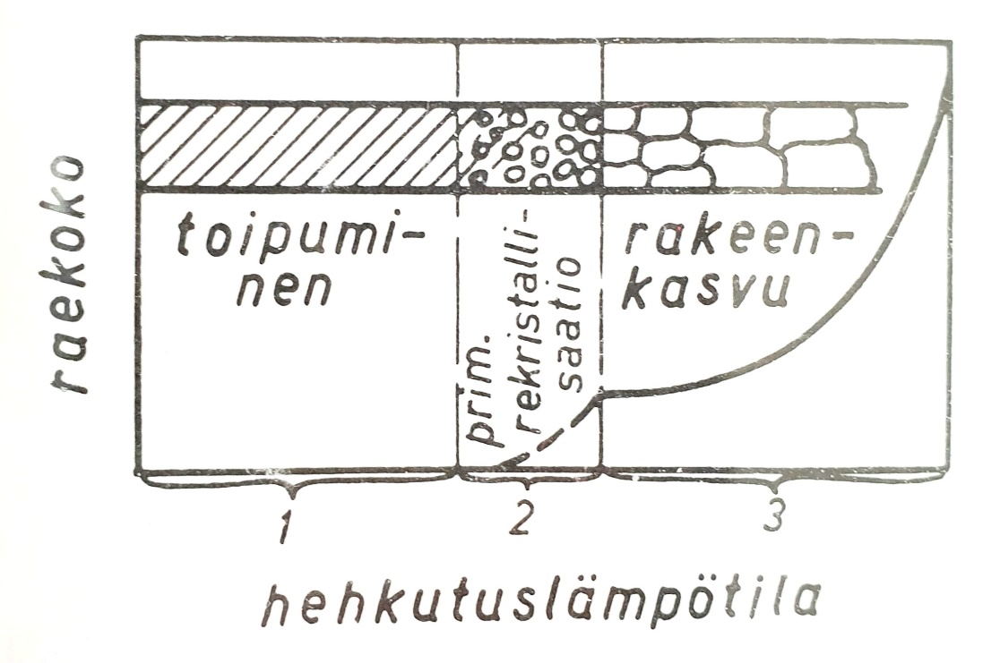 raekoko
toipumi-
nen
prim.
rekristalli-
saatio
rakeen-
kasvu
1
2
3
hehkutuslämpötila